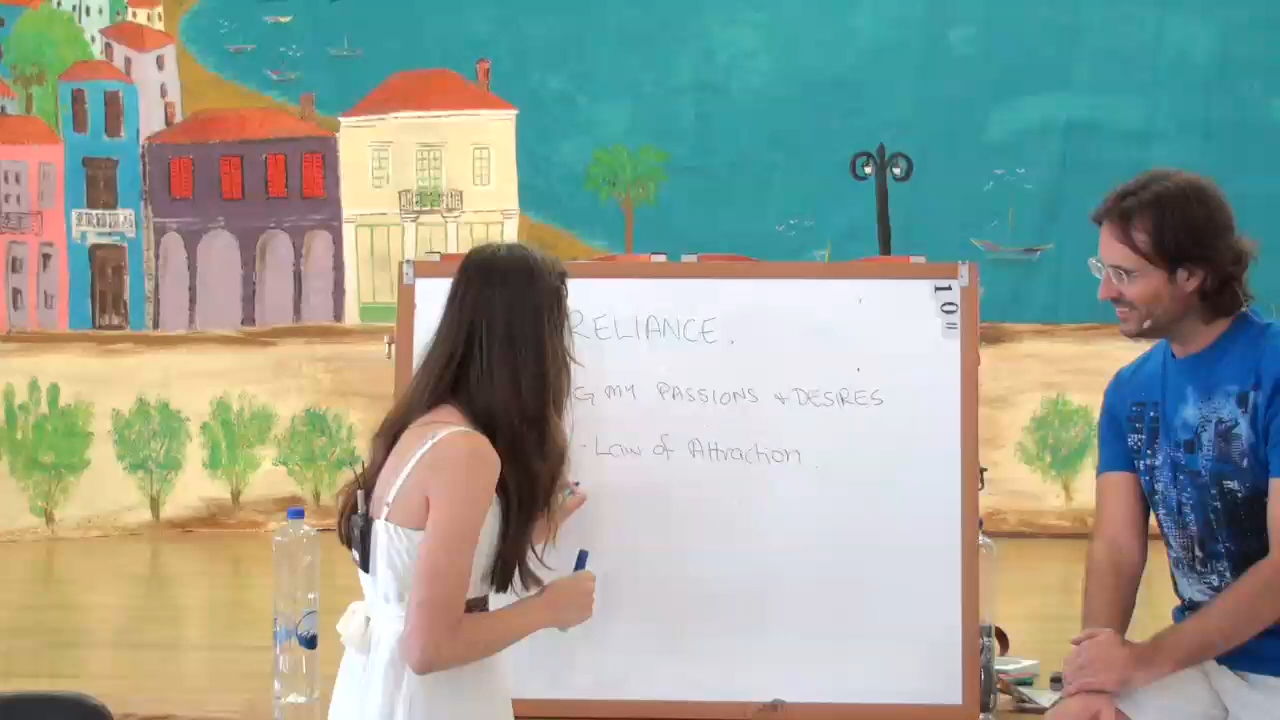 RELIANCE.
G MY PASSIONS & DESIRES
- Law of Attraction
10"